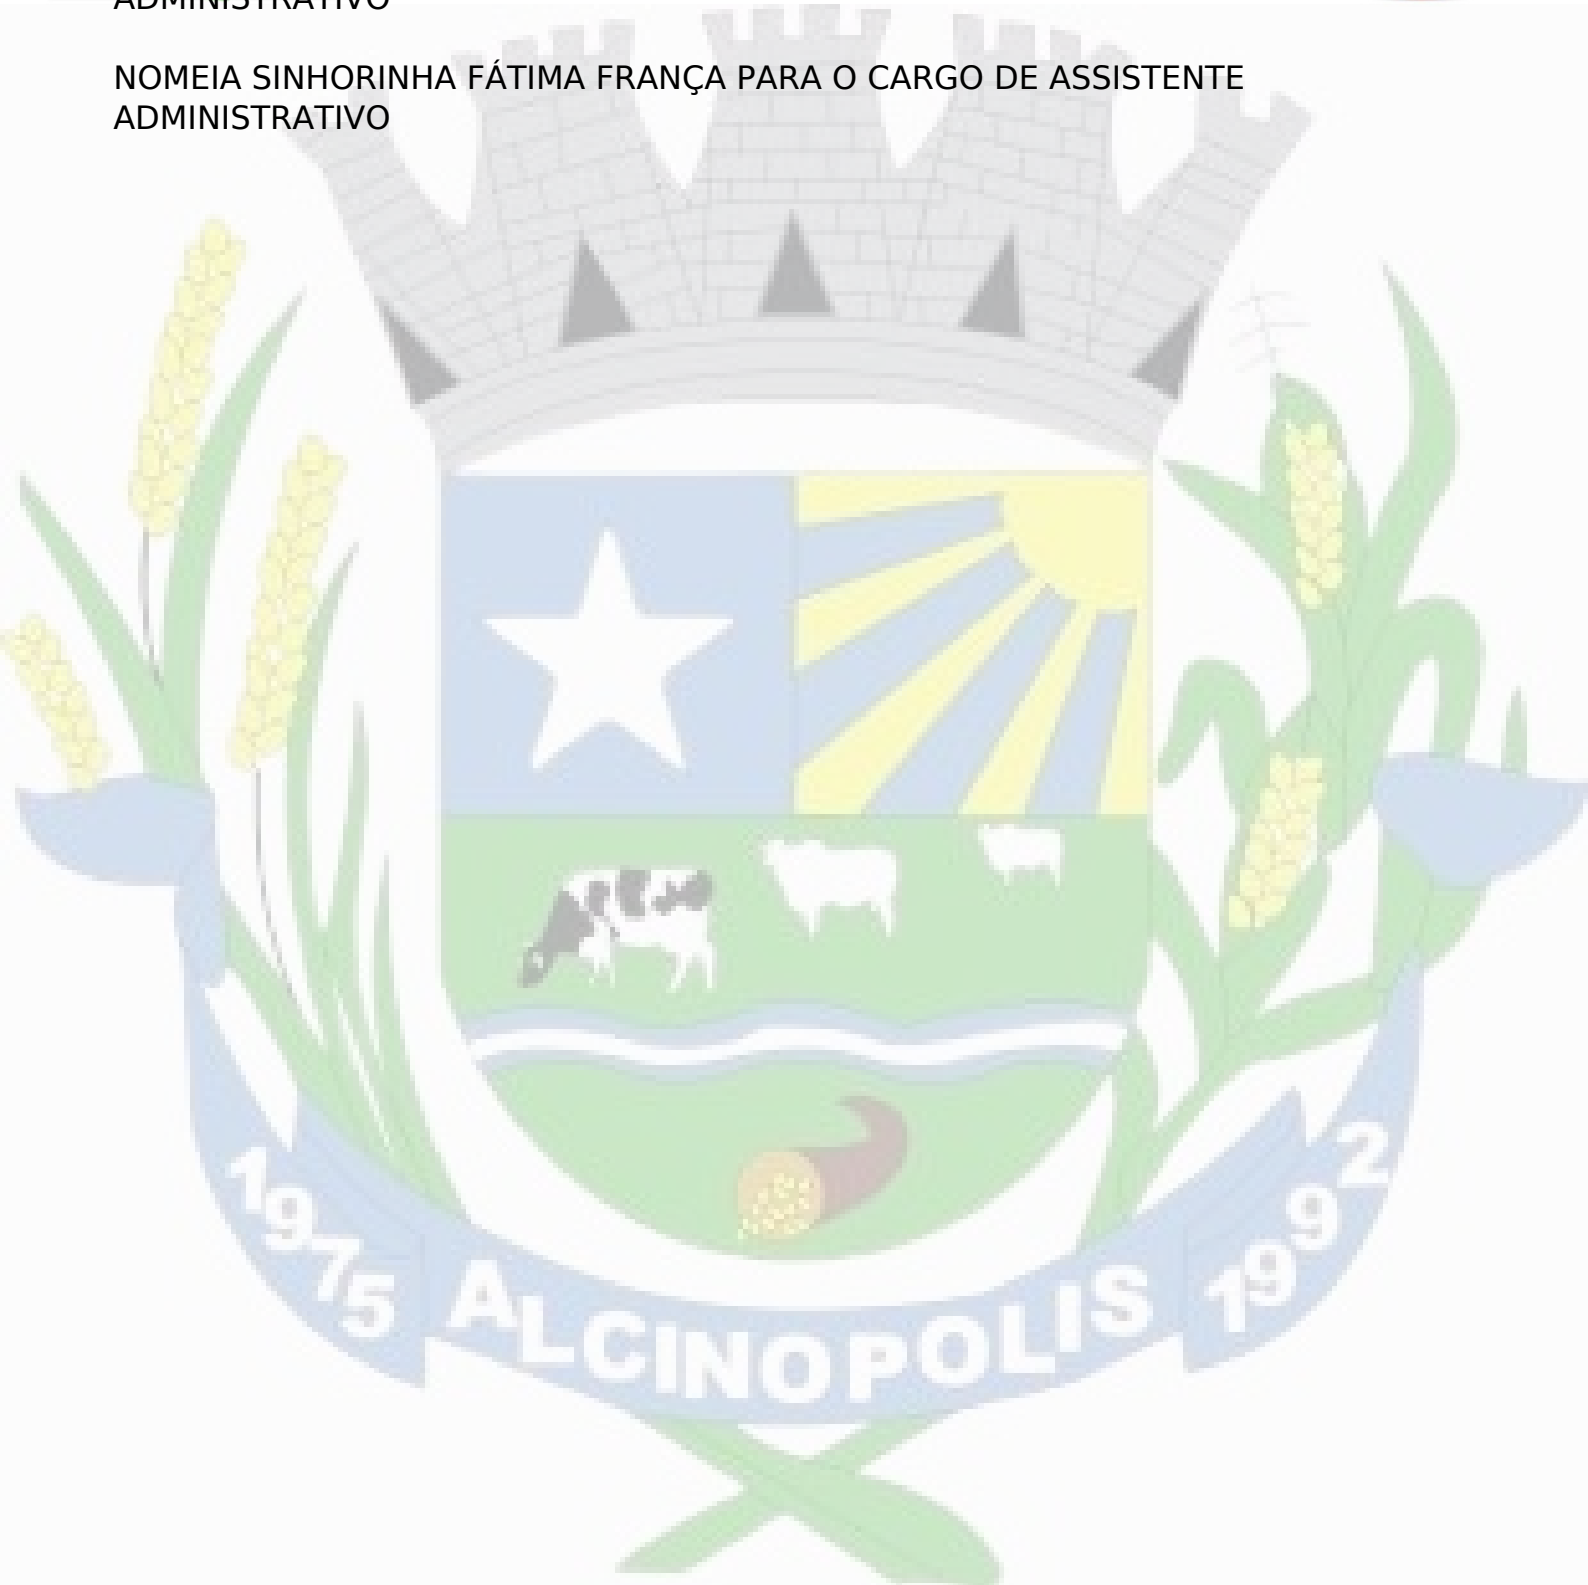 ADMINISTRATIVO
NOMEIA SINHORINHA FÁTIMA FRANÇA PARA O CARGO DE ASSISTENTE
ADMINISTRATIVO
1975 ALCINOPOLIS 1992